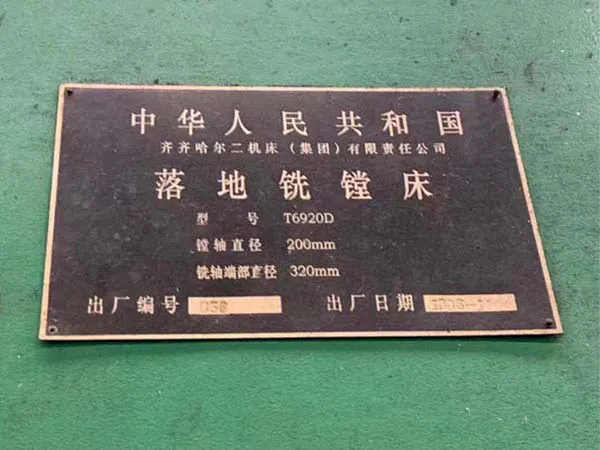 中华人民共和国
齐齐哈尔二机床（集团）有限责任公司
落地铣镗床
型 号 T6920D
镗轴直径 200mm
铣轴端部直径 320mm
出厂编号 出厂日期